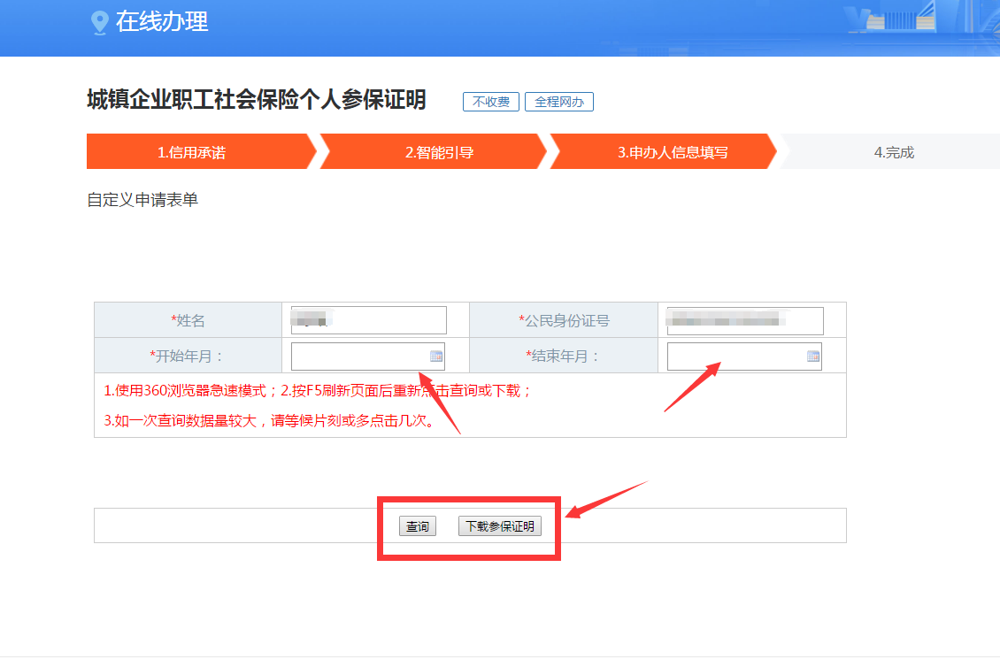 在线办理
城镇企业职工社会保险个人参保证明 不收费 全程网办
1.信用承诺 2.智能引导 3.申办人信息填写 4.完成
自定义申请表单
*姓名 *公民身份证号
*开始年月： *结束年月：
1.使用360浏览器急速模式；2.按F5刷新页面后重新点击查询或下载；
3.如一次查询数据量较大，请等候片刻或多点击几次。
查询 下载参保证明